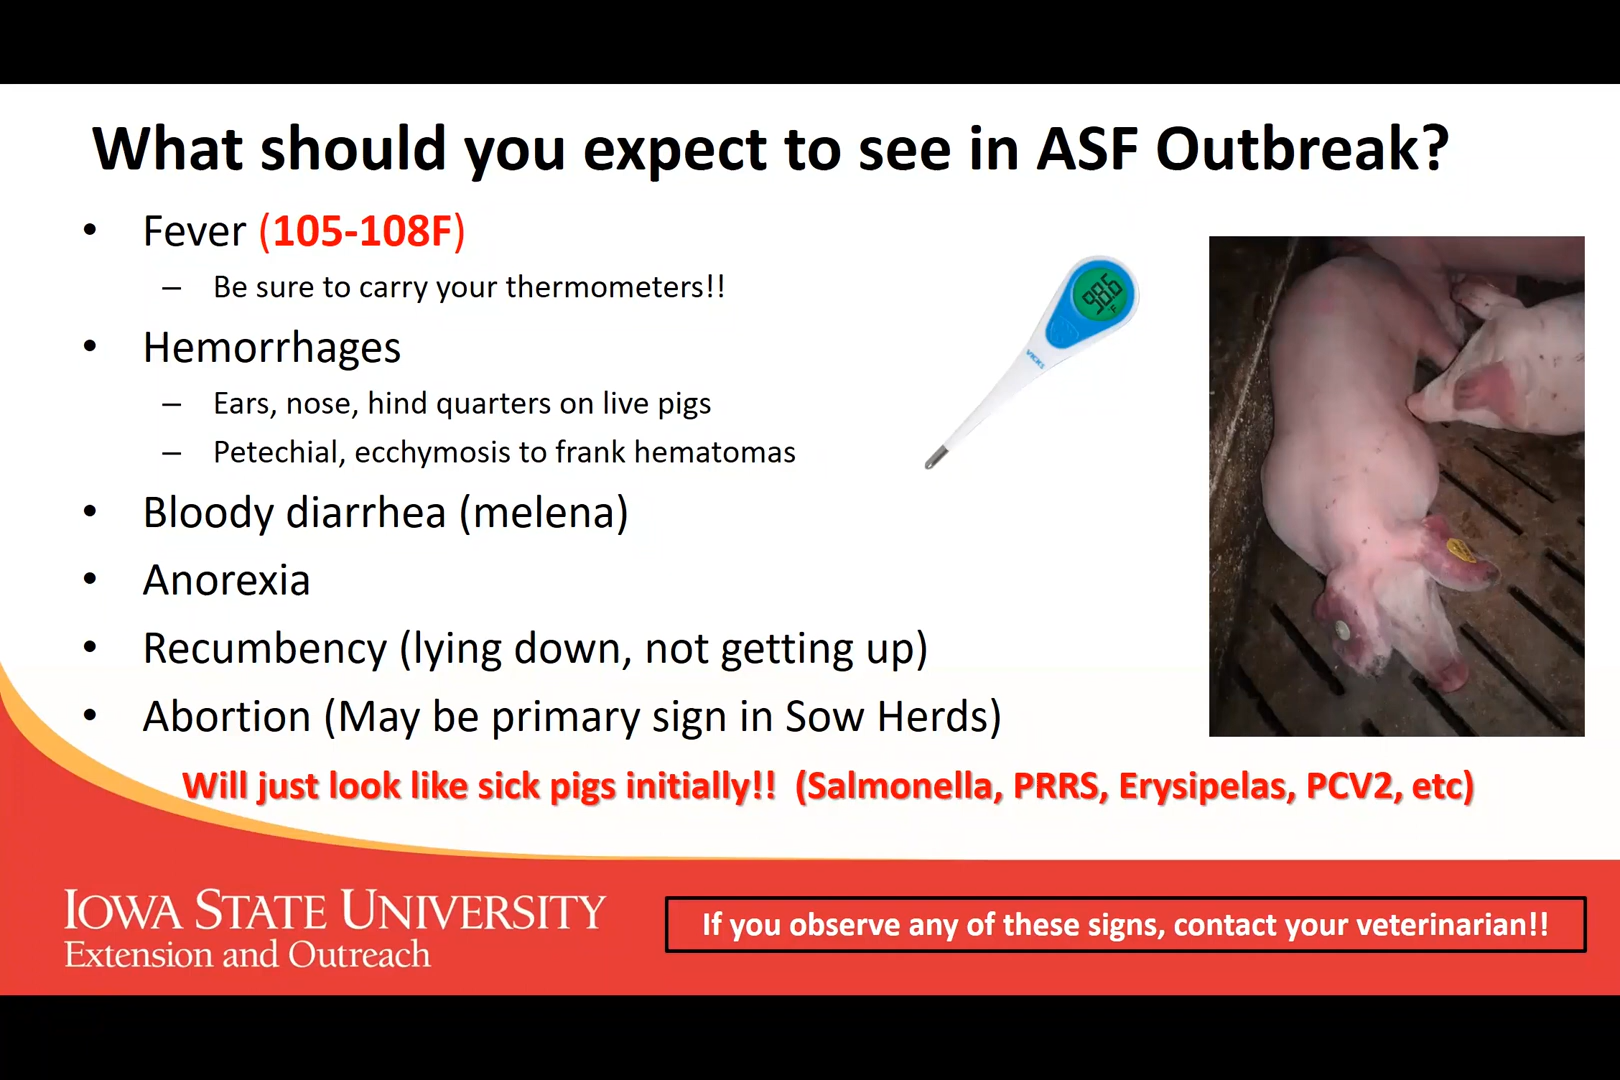 What should you expect to see in ASF Outbreak?
• Fever (105-108F)
– Be sure to carry your thermometers!!
• Hemorrhages
– Ears, nose, hind quarters on live pigs
– Petechial, ecchymosis to frank hematomas
• Bloody diarrhea (melena)
• Anorexia
• Recumbency (lying down, not getting up)
• Abortion (May be primary sign in Sow Herds)
Will just look like sick pigs initially!! (Salmonella, PRRS, Erysipelas, PCV2, etc)
98.6
°F
VICKS
IOWA STATE UNIVERSITY
Extension and Outreach
If you observe any of these signs, contact your veterinarian!!